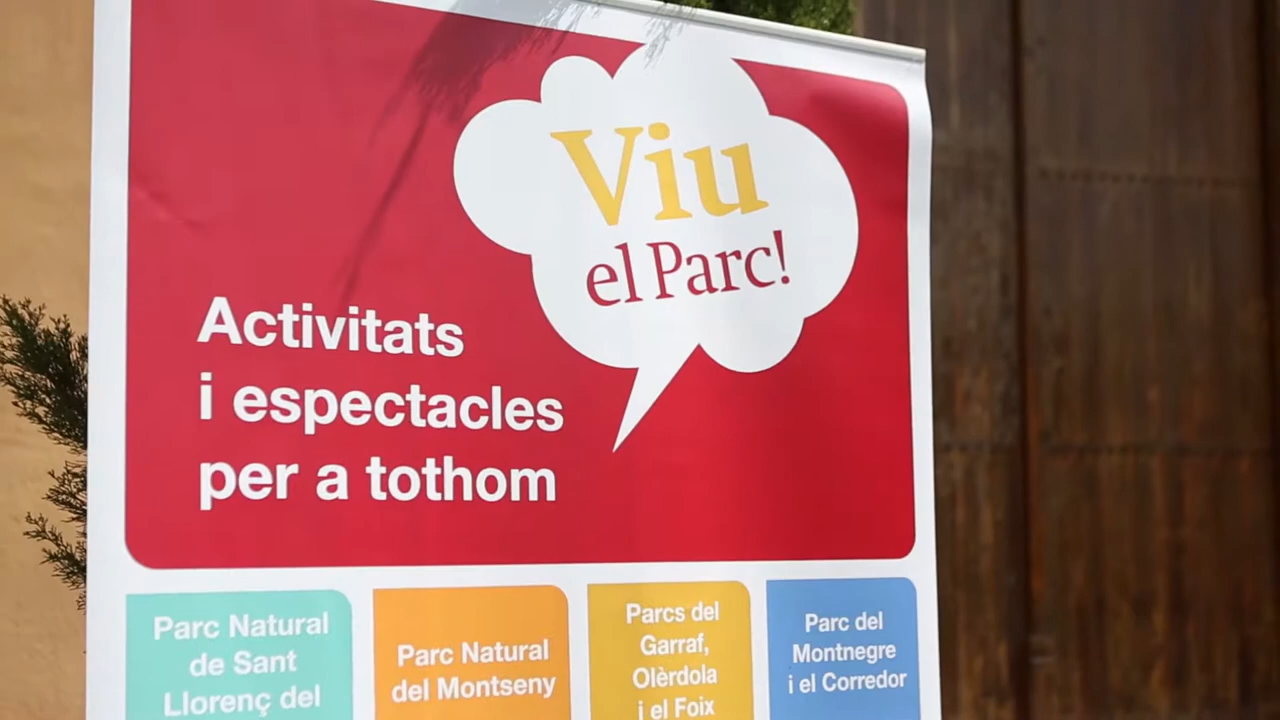 Viu
el Parc!
Activitats
i espectacles
per a tothom
Parc Natural
de Sant
Llorenç del
Parc Natural
del Montseny
Parcs del
Garraf,
Olèrdola
i el Foix
Parc del
Montnegre
i el Corredor